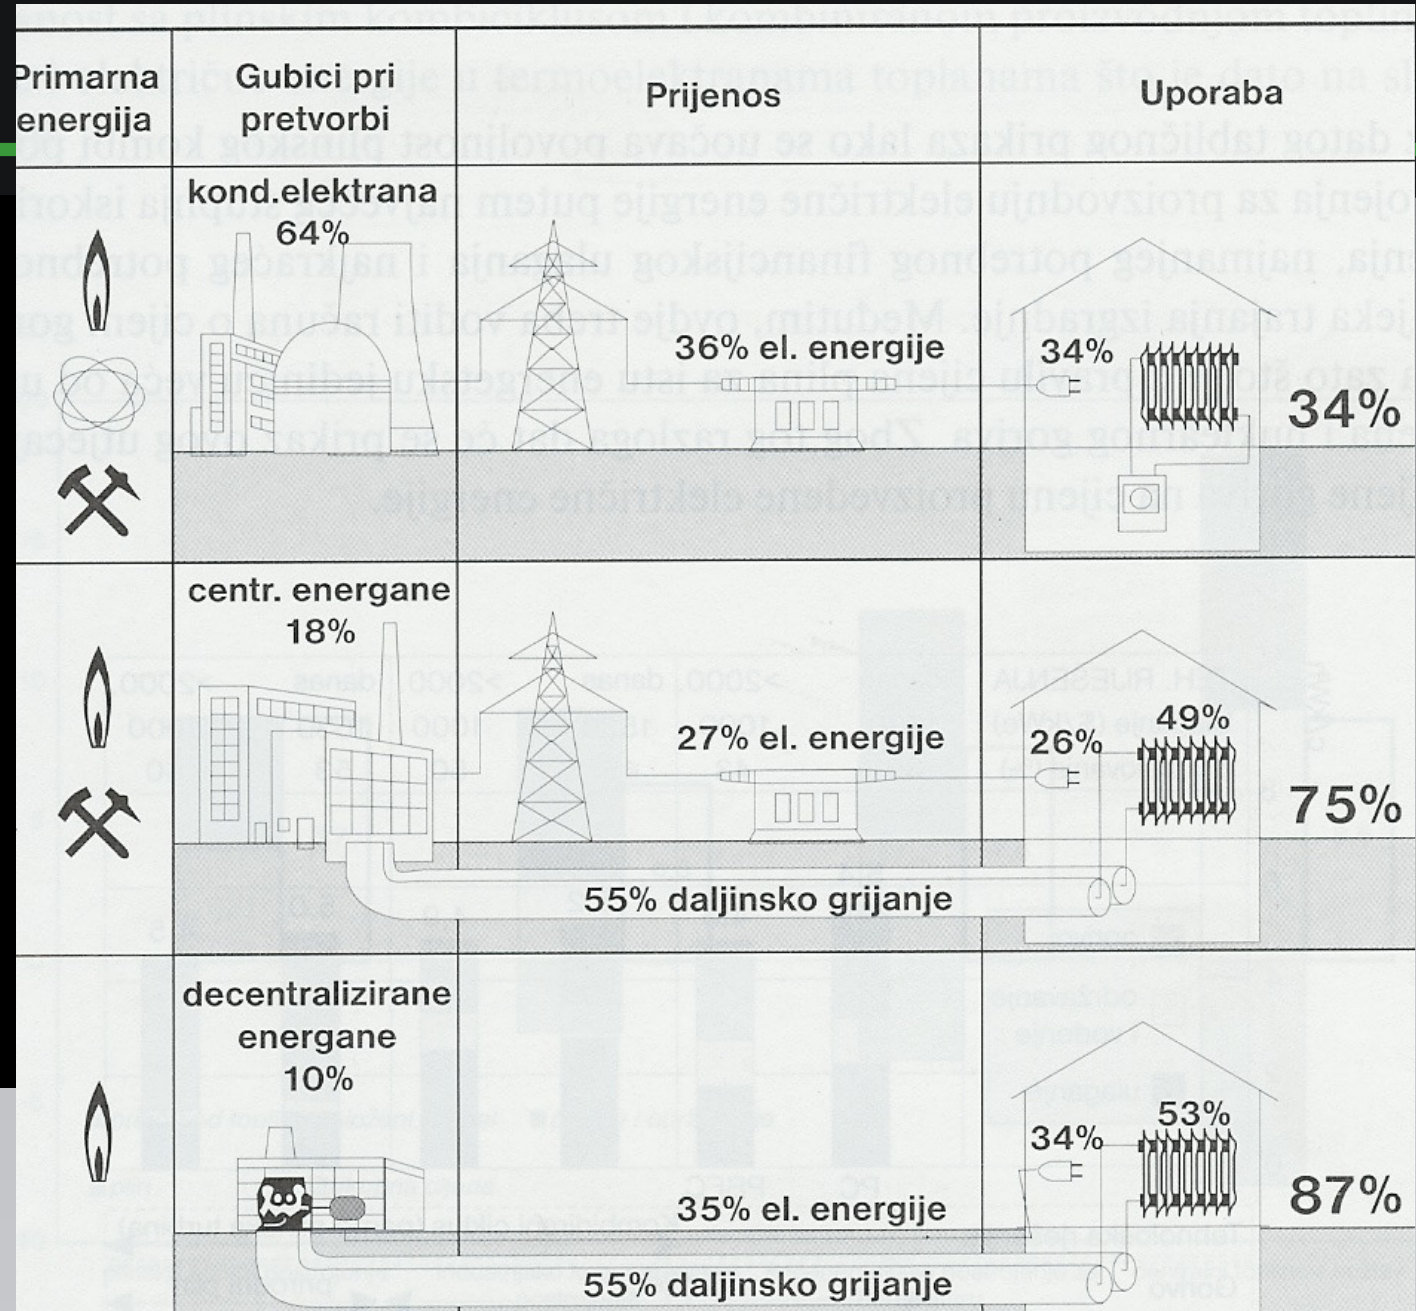 Primarna
energija
Gubici pri
pretvorbi
Prijenos
Uporaba
kond.elektrana
64%
36% el. energije
34%
34%
centr. energane
18%
27% el. energije
26%
49%
75%
55% daljinsko grijanje
decentralizirane
energane
10%
35% el. energije
34%
53%
87%
55% daljinsko grijanje